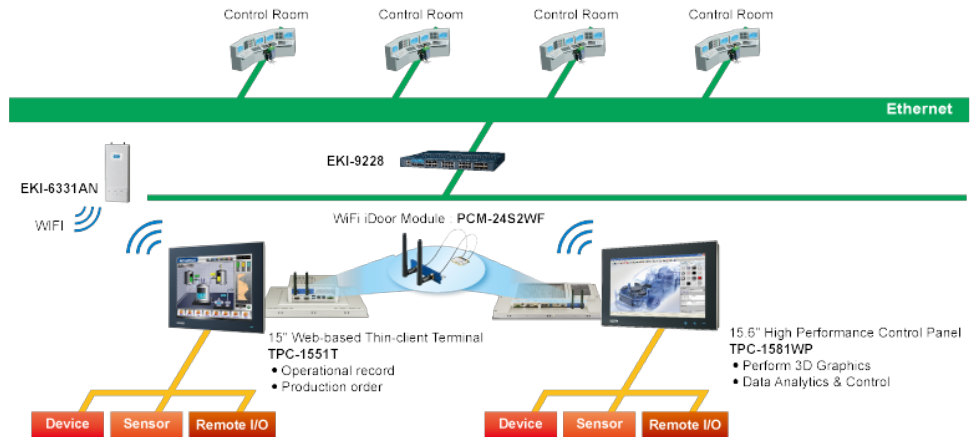 Control Room
Control Room
Control Room
Control Room
Ethernet
EKI-9228
EKI-6331AN
WIFI
WiFi iDoor Module : PCM-24S2WF
15" Web-based Thin-client Terminal
TPC-1551T
• Operational record
• Production order
15.6" High Performance Control Panel
TPC-1581WP
• Perform 3D Graphics
• Data Analytics & Control
Device
Sensor
Remote I/O
Device
Sensor
Remote I/O